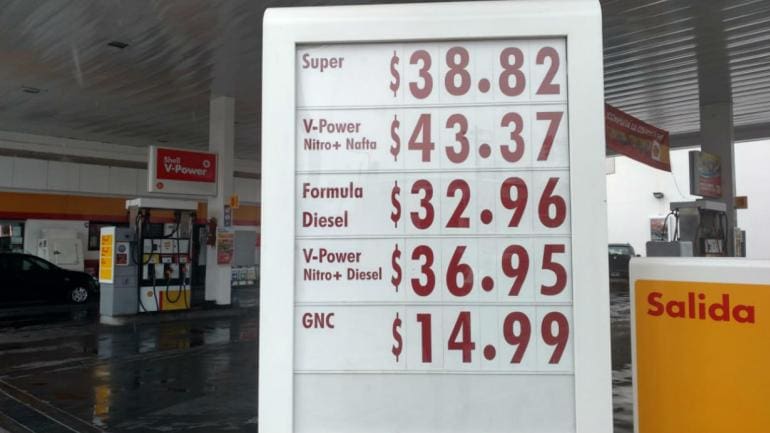 Super $38.82
V-Power
Nitro+ Nafta $43.37
Formula
Diesel $32.96
V-Power
Nitro+ Diesel $36.95
GNC $14.99
Shell
V-Power
Salida